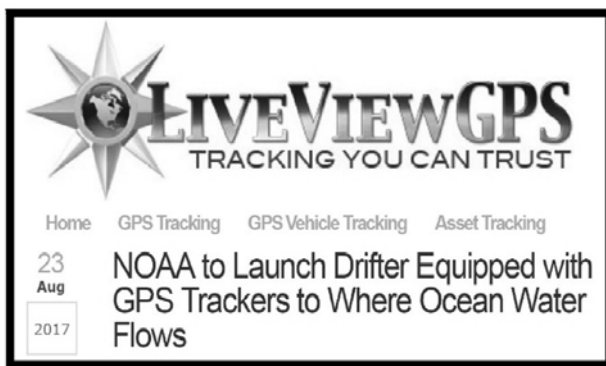 LIVEVIEWGPS
TRACKING YOU CAN TRUST
Home GPS Tracking GPS Vehicle Tracking Asset Tracking
23
Aug
2017
NOAA to Launch Drifter Equipped with
GPS Trackers to Where Ocean Water
Flows